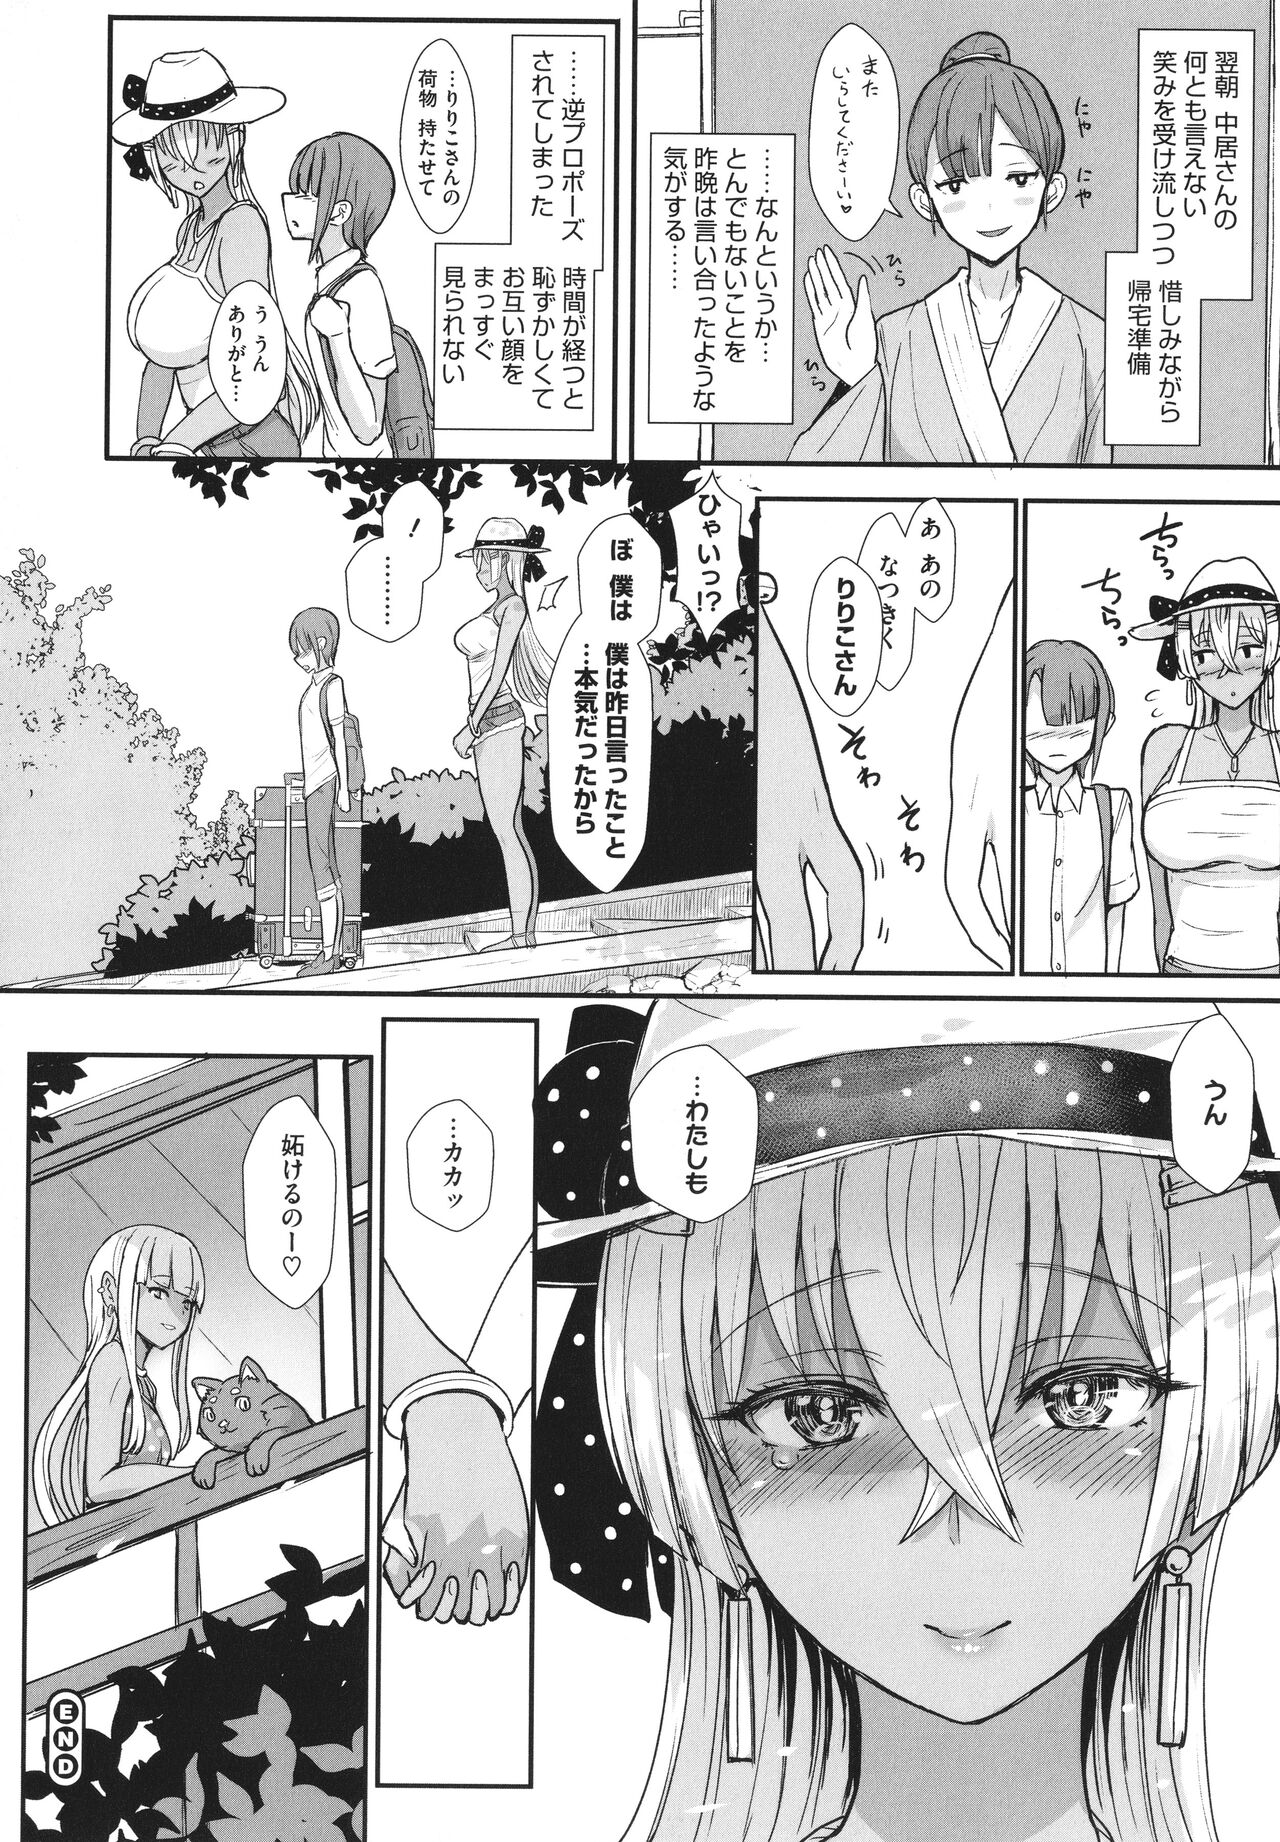 翌朝 中居さんの
何とも言えない
笑みを受け流しつつ
惜しみながら
帰宅準備
にゃ
にゃ
また
いらしてくださーい♡
ひら
ひら
……なんというか…
とんでもないことを
昨晩は言い合ったような
気がする……
……逆プロポーズ
されてしまった
時間が経つと
恥ずかしくて
お互い顔を
まっすぐ
見られない
…りりこさんの
荷物 持たせて
う うん
ありがと…
ちらっ
ちらっ
あ あの
なつきく
りりこさん
そわ
そわ
ひゃいっ!?
ぼ 僕は
僕は昨日言ったこと
…本気だったから
!
………
うん
…わたしも
…カカッ
妬けるのー♡
END